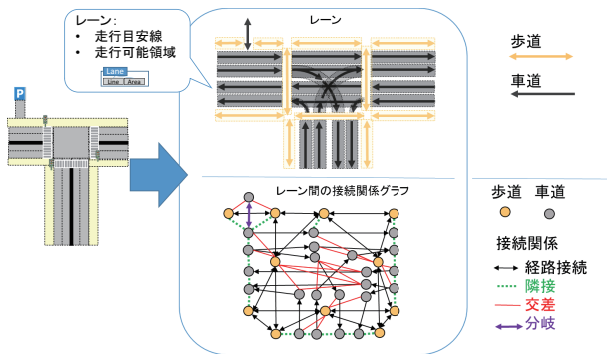 レーン:
• 走行目安線
• 走行可能領域
Lane
Line Area
P
レーン
歩道
車道
レーン間の接続関係グラフ
歩道 車道
接続関係
経路接続
隣接
交差
分岐